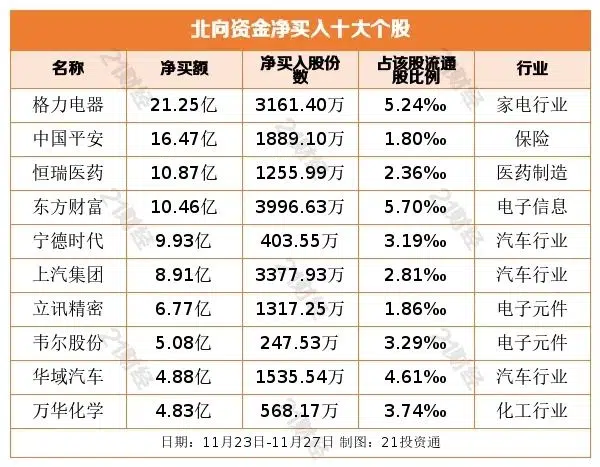 北向资金净买入十大个股
名称 净买额 净买入股份数 占该股流通股比例 行业
格力电器 21.25亿 3161.40万 5.24‰ 家电行业
中国平安 16.47亿 1889.10万 1.80‰ 保险
恒瑞医药 10.87亿 1255.99万 2.36‰ 医药制造
东方财富 10.46亿 3996.63万 5.70‰ 电子信息
宁德时代 9.93亿 403.55万 3.19‰ 汽车行业
上汽集团 8.91亿 3377.93万 2.81‰ 汽车行业
立讯精密 6.77亿 1317.25万 1.86‰ 电子元件
韦尔股份 5.08亿 247.53万 3.29‰ 电子元件
华域汽车 4.88亿 1535.54万 4.61‰ 汽车行业
万华化学 4.83亿 568.17万 3.74‰ 化工行业
日期：11月23日-11月27日 制图：21投资通